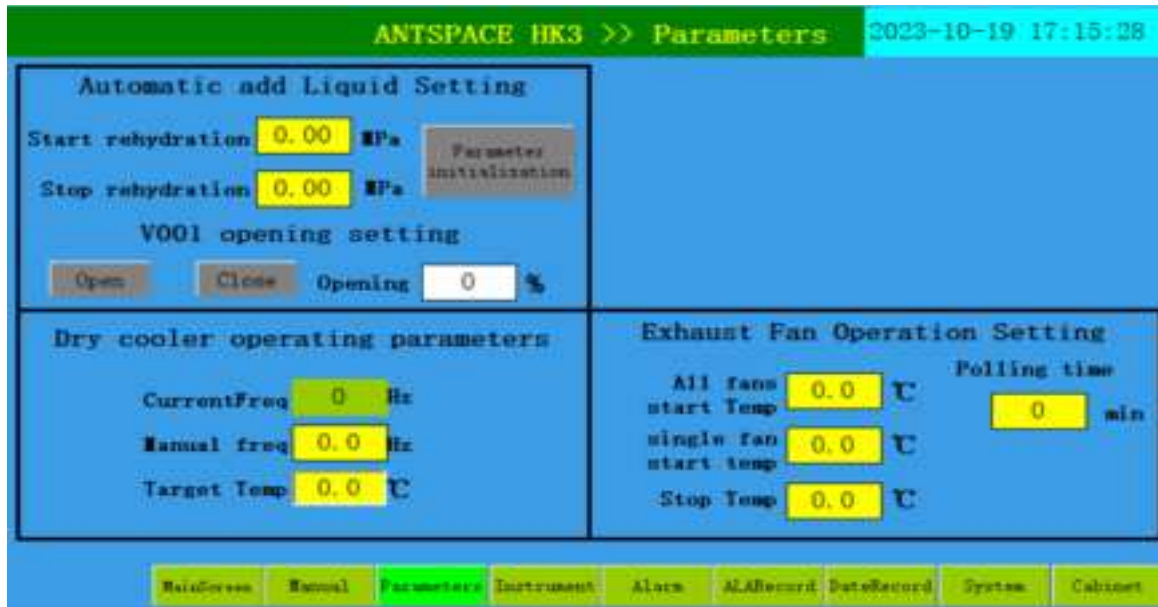 ANTSPACE HK3 >> Parameters
2023-10-19 17:15:28
Automatic add Liquid Setting
Start rehydration 0.00 MPa
Stop rehydration 0.00 MPa
Parameter
initialization
V001 opening setting
Open Close Opening 0 %
Dry cooler operating parameters
CurrentFreq 0 Hz
Manual freq 0.0 Hz
Target Temp 0.0 ℃
Exhaust Fan Operation Setting
All fans
start Temp 0.0 ℃
single fan
start temp 0.0 ℃
Stop Temp 0.0 ℃
Polling time
0 min
MainScreen Manual Parameters Instrument Alarm ALARecord DateRecord System Cabinet